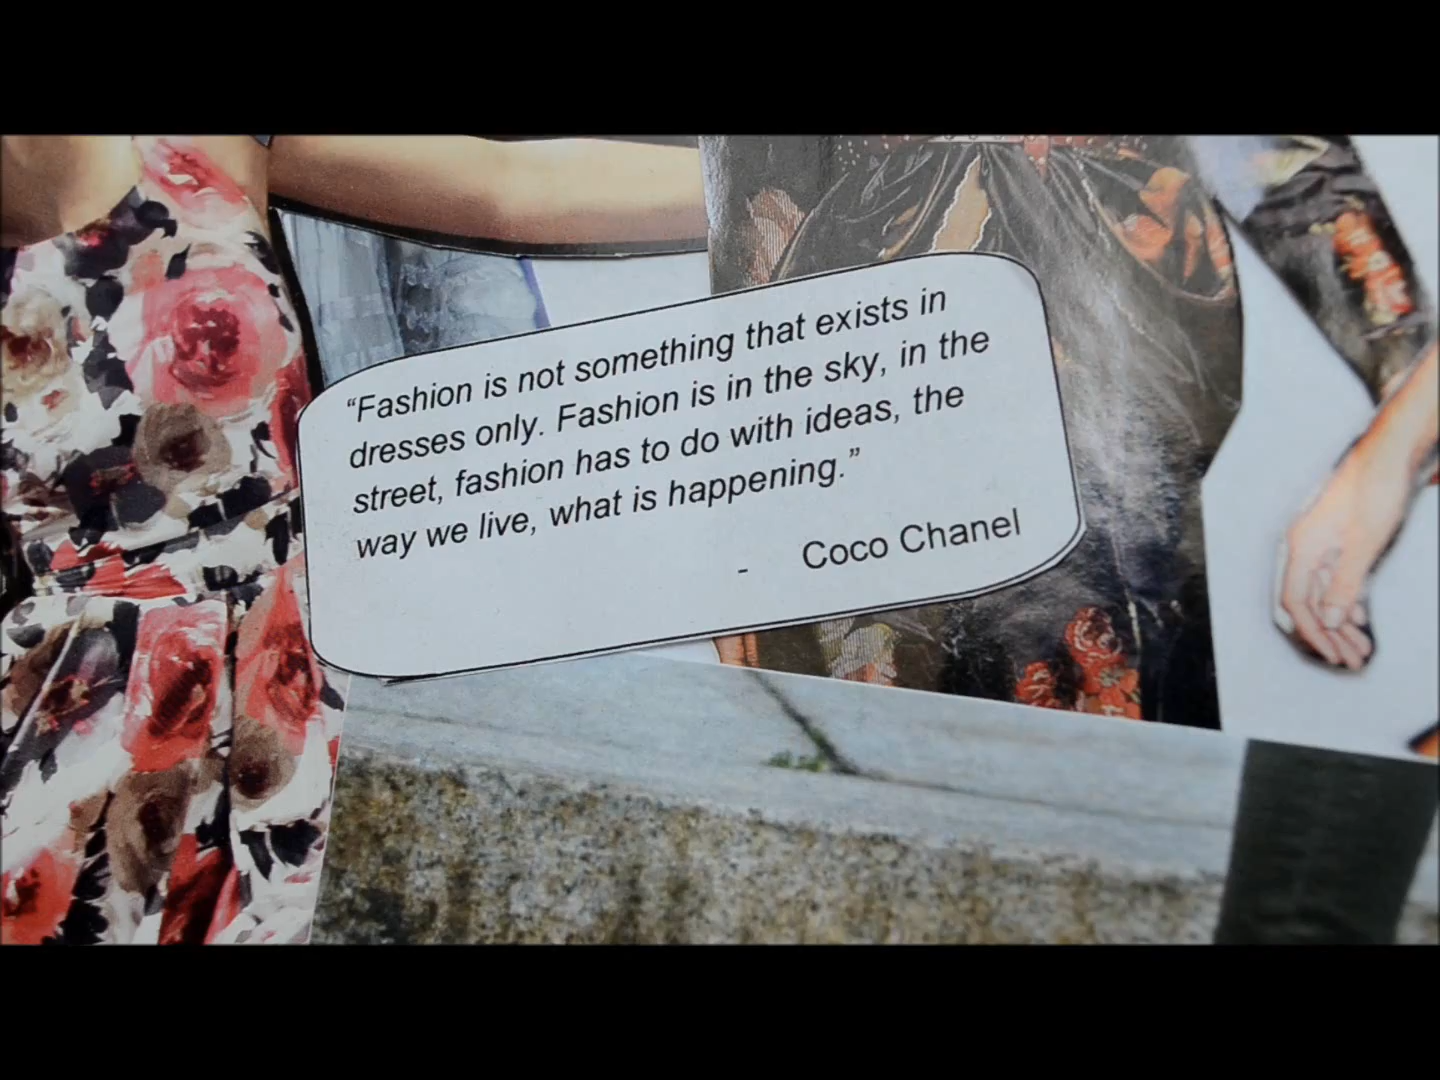 “Fashion is not something that exists in
dresses only. Fashion is in the sky, in the
street, fashion has to do with ideas, the
way we live, what is happening.”
- Coco Chanel